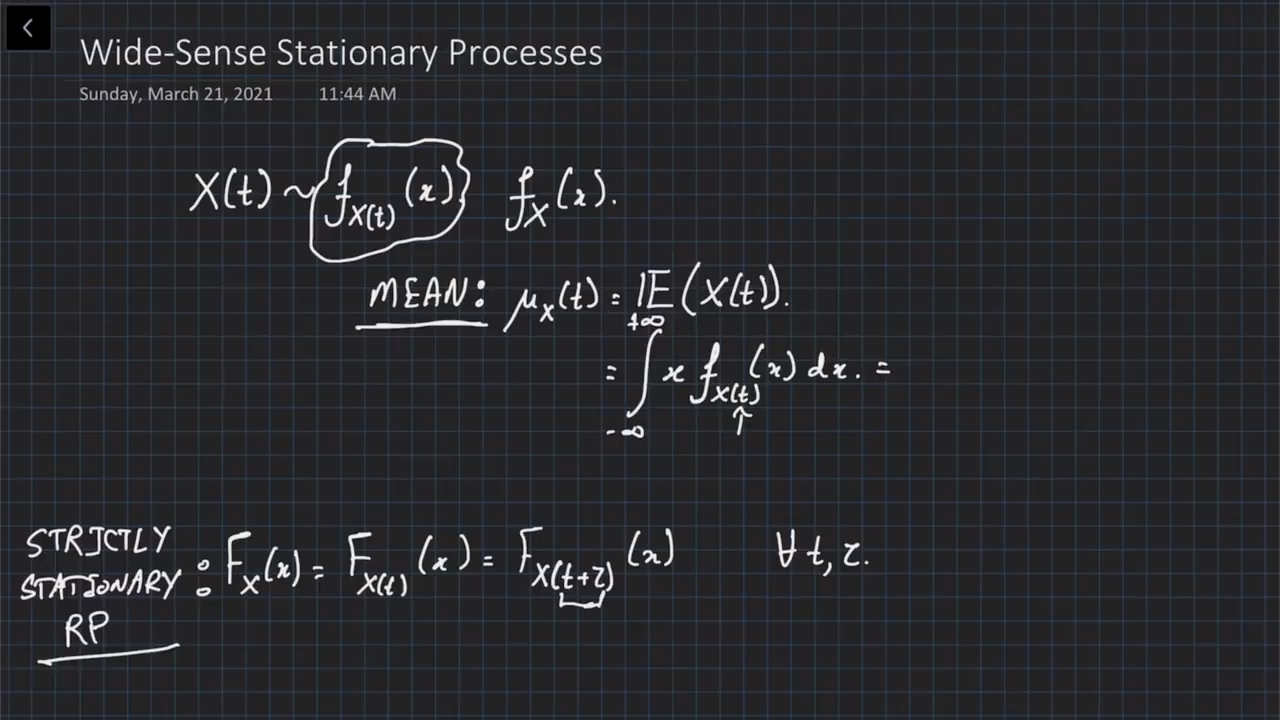 Wide-Sense Stationary Processes
Sunday, March 21, 2021 11:44 AM
X(t) ~ f_X(t) (x) f_X (x).
MEAN: μ_X(t) = 𝔼(X(t)).
= ∫_{-∞}^{+∞} x f_X(t) (x) dx. =
↑
STRICTLY
STATIONARY : F_X(x) = F_X(t) (x) = F_X(t+τ) (x) ∀ t, τ.
RP